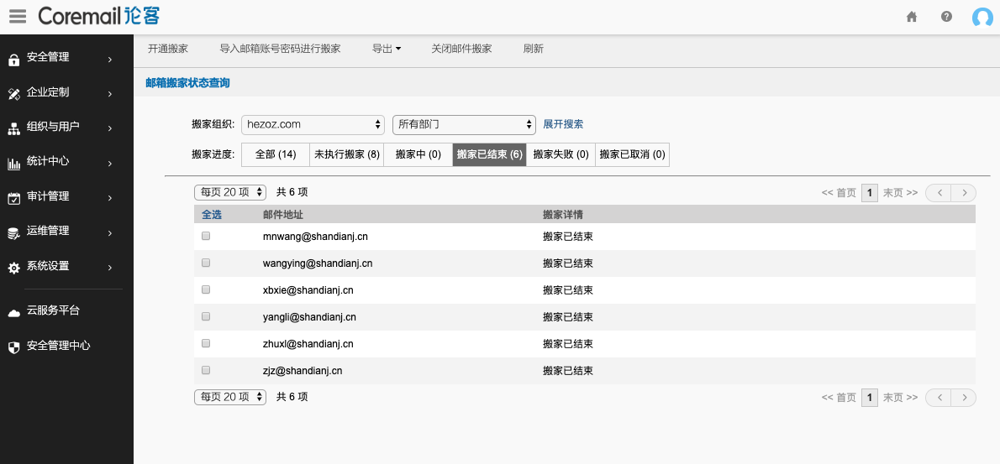 Coremail论客
安全管理
企业定制
组织与用户
统计中心
审计管理
运维管理
系统设置
云服务平台
安全管理中心
开通搬家 导入邮箱账号密码进行搬家 导出 关闭邮件搬家 刷新
邮箱搬家状态查询
搬家组织: hezoz.com 所有部门 展开搜索
搬家进度: 全部 (14) 未执行搬家 (8) 搬家中 (0) 搬家已结束 (6) 搬家失败 (0) 搬家已取消 (0)
每页 20 项 共 6 项 << 首页 1 末页 >>
全选 邮件地址 搬家详情
mnwang@shandianj.cn 搬家已结束
wangying@shandianj.cn 搬家已结束
xbxie@shandianj.cn 搬家已结束
yangli@shandianj.cn 搬家已结束
zhuxl@shandianj.cn 搬家已结束
zjz@shandianj.cn 搬家已结束
每页 20 项 共 6 项 << 首页 1 末页 >>